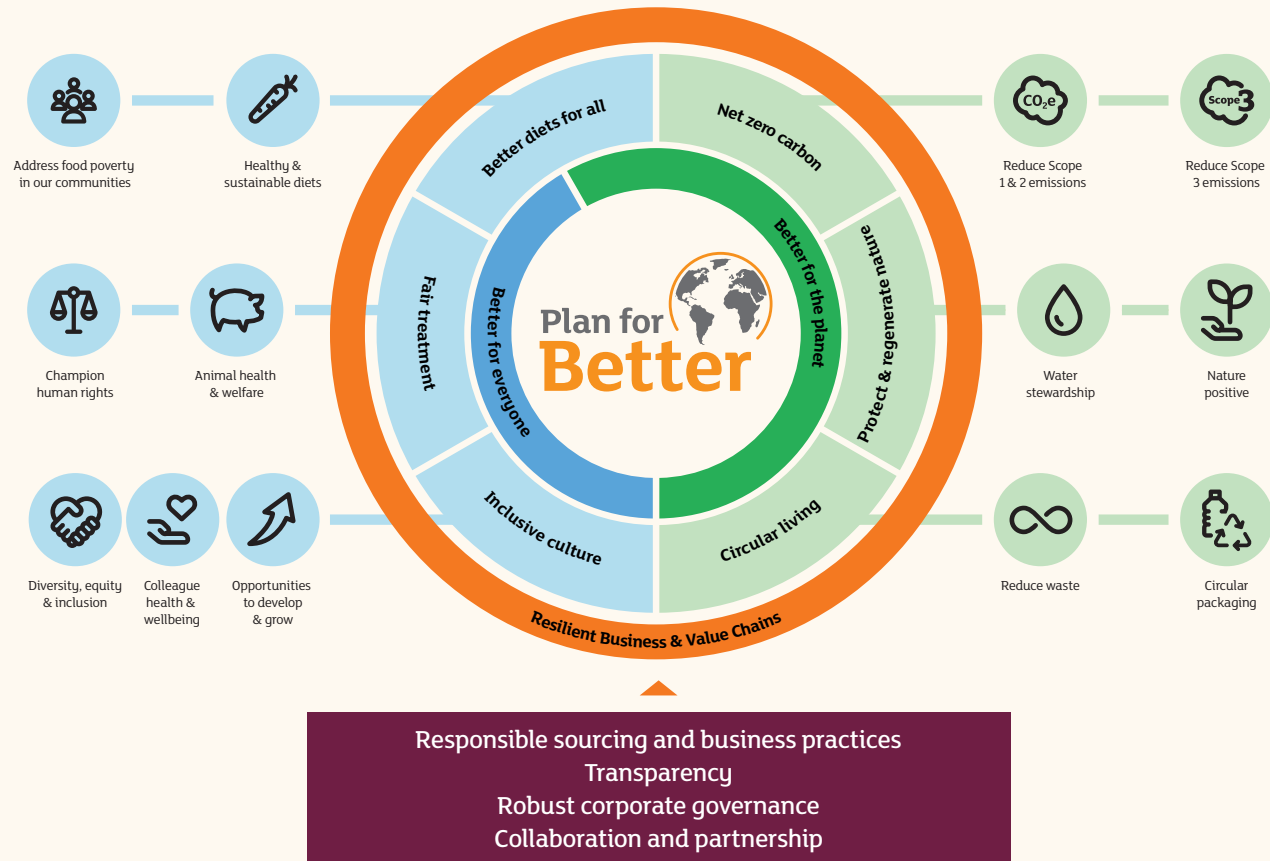 Address food poverty
in our communities
Healthy &
sustainable diets
Champion
human rights
Animal health
& welfare
Diversity, equity
& inclusion
Colleague
health &
wellbeing
Opportunities
to develop
& grow
Better diets for all
Fair treatment
Inclusive culture
Better for everyone
Plan for
Better
Better for the planet
Net zero carbon
Protect & regenerate nature
Circular living
Resilient Business & Value Chains
CO₂e
Reduce Scope
1 & 2 emissions
Scope 3
Reduce Scope
3 emissions
Water
stewardship
Nature
positive
Reduce waste
Circular
packaging
Responsible sourcing and business practices
Transparency
Robust corporate governance
Collaboration and partnership